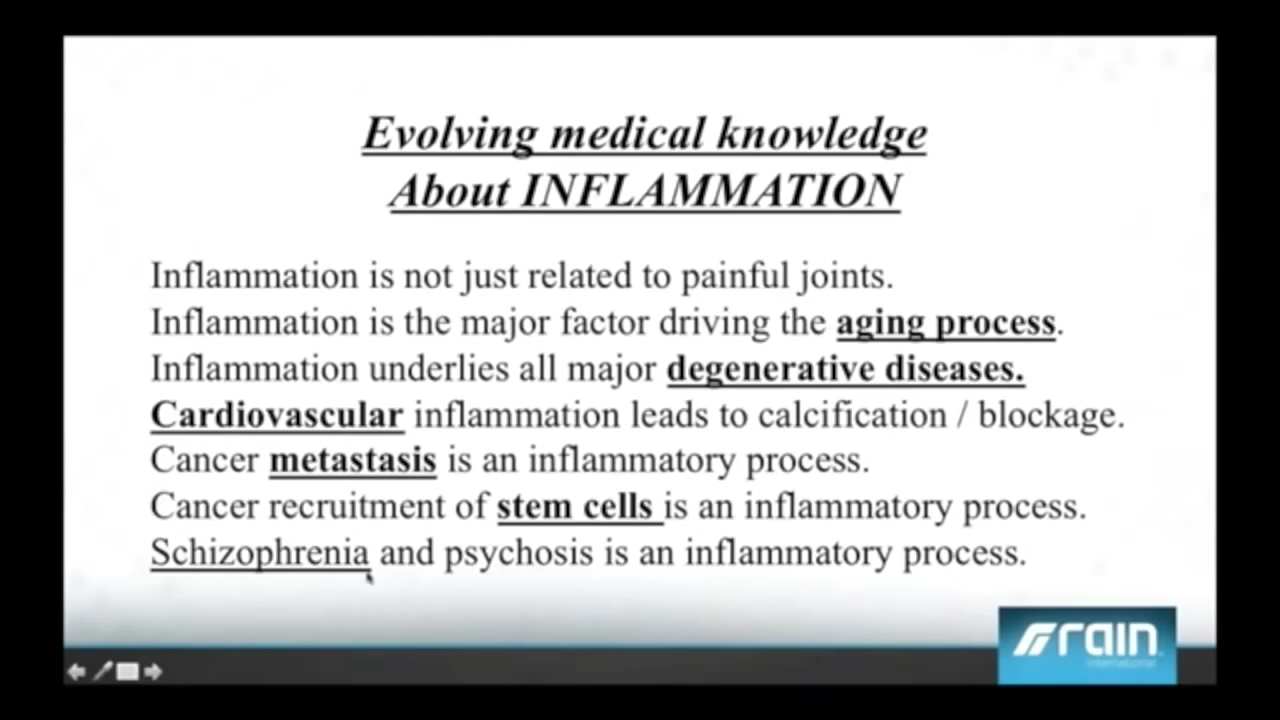 Evolving medical knowledge
About INFLAMMATION
Inflammation is not just related to painful joints.
Inflammation is the major factor driving the aging process.
Inflammation underlies all major degenerative diseases.
Cardiovascular inflammation leads to calcification / blockage.
Cancer metastasis is an inflammatory process.
Cancer recruitment of stem cells is an inflammatory process.
Schizophrenia and psychosis is an inflammatory process.
rain
international